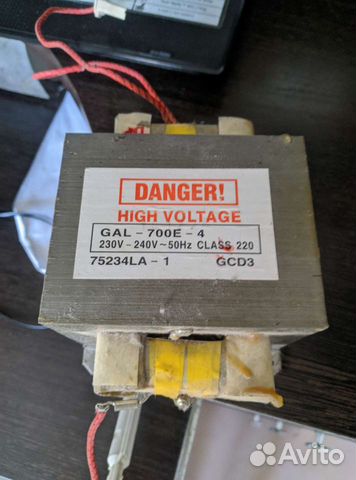 DANGER!
HIGH VOLTAGE
GAL - 700E - 4
230V - 240V ~ 50Hz CLASS 220
75234LA - 1 GCD3
Avito